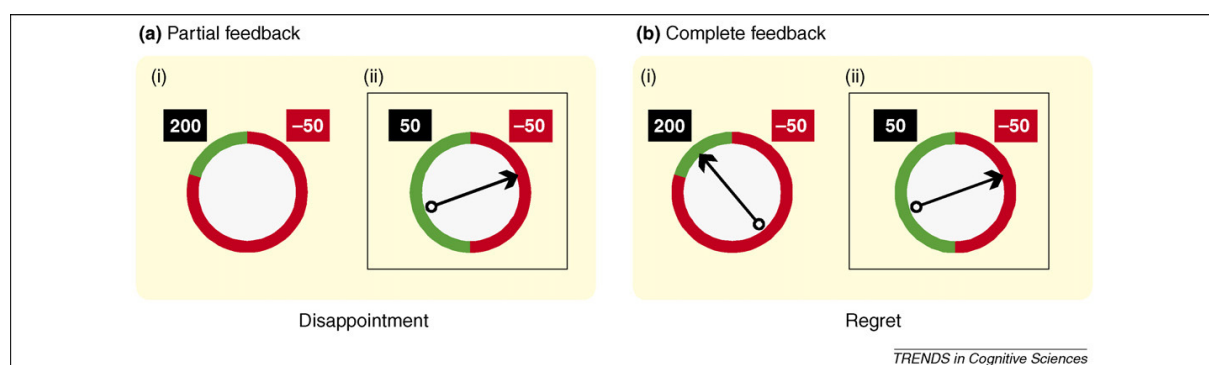 (a) Partial feedback
(i)
(ii)
200
–50
50
–50
Disappointment
(b) Complete feedback
(i)
(ii)
200
–50
50
–50
Regret
TRENDS in Cognitive Sciences